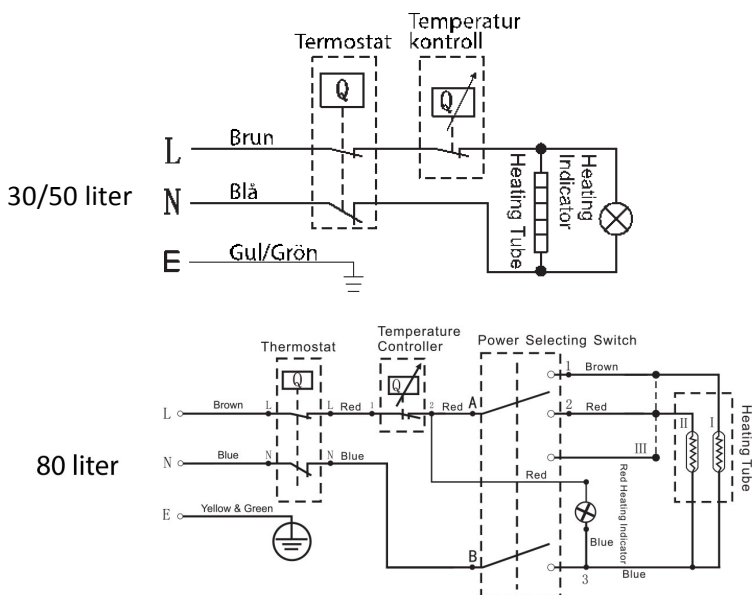 Temperatur
Termostat kontroll
Q
Q
L Brun
30/50 liter
N Blå
E Gul/Grön
Heating Tube
Heating
Indicator
Temperature
Controller
Thermostat
Power Selecting Switch
Q
Q
1 Brown
L Brown L L Red 1 2 Red A 2 Red
II I
80 liter
N Blue N N Blue
III
Red
E Yellow & Green
Red Heating Indicator
Heating Tube
Blue
B
3 Blue